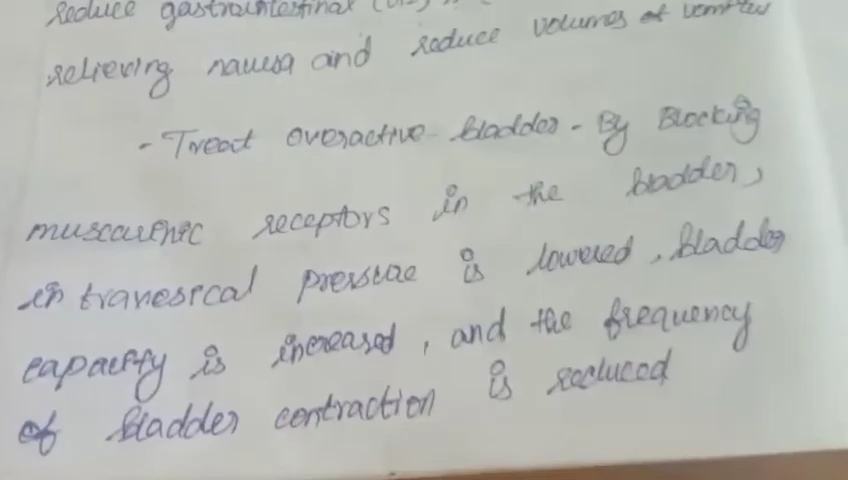 reduce gastrointestinal
relieving nausea and reduce volumes of
- Treat overactive bladder - By Blocking
muscarinic receptors in the bladder,
intravesical pressure is lowered, bladder
capacity is increased, and the frequency
of bladder contraction is reduced